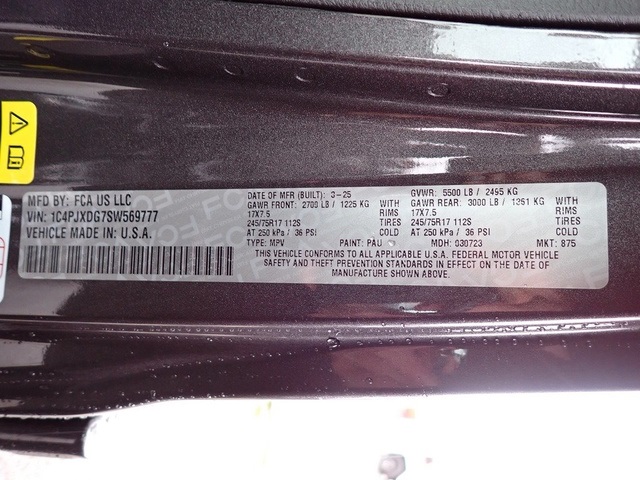 MFD BY: FCA US LLC
VIN: 1C4PJXDG7SW569777
VEHICLE MADE IN: U.S.A.
DATE OF MFR (BUILT): 3-25 GVWR: 5500 LB / 2495 KG
GAWR FRONT: 2700 LB / 1225 KG WITH GAWR REAR: 3000 LB / 1361 KG WITH
17X7.5 RIMS 17X7.5 RIMS
245/75R17 112S TIRES 245/75R17 112S TIRES
AT 250 kPa / 36 PSI COLD AT 250 kPa / 36 PSI COLD
TYPE: MPV PAINT: PAU MDH: 030723 MKT: 875
THIS VEHICLE CONFORMS TO ALL APPLICABLE U.S.A. FEDERAL MOTOR VEHICLE
SAFETY AND THEFT PREVENTION STANDARDS IN EFFECT ON THE DATE OF
MANUFACTURE SHOWN ABOVE.